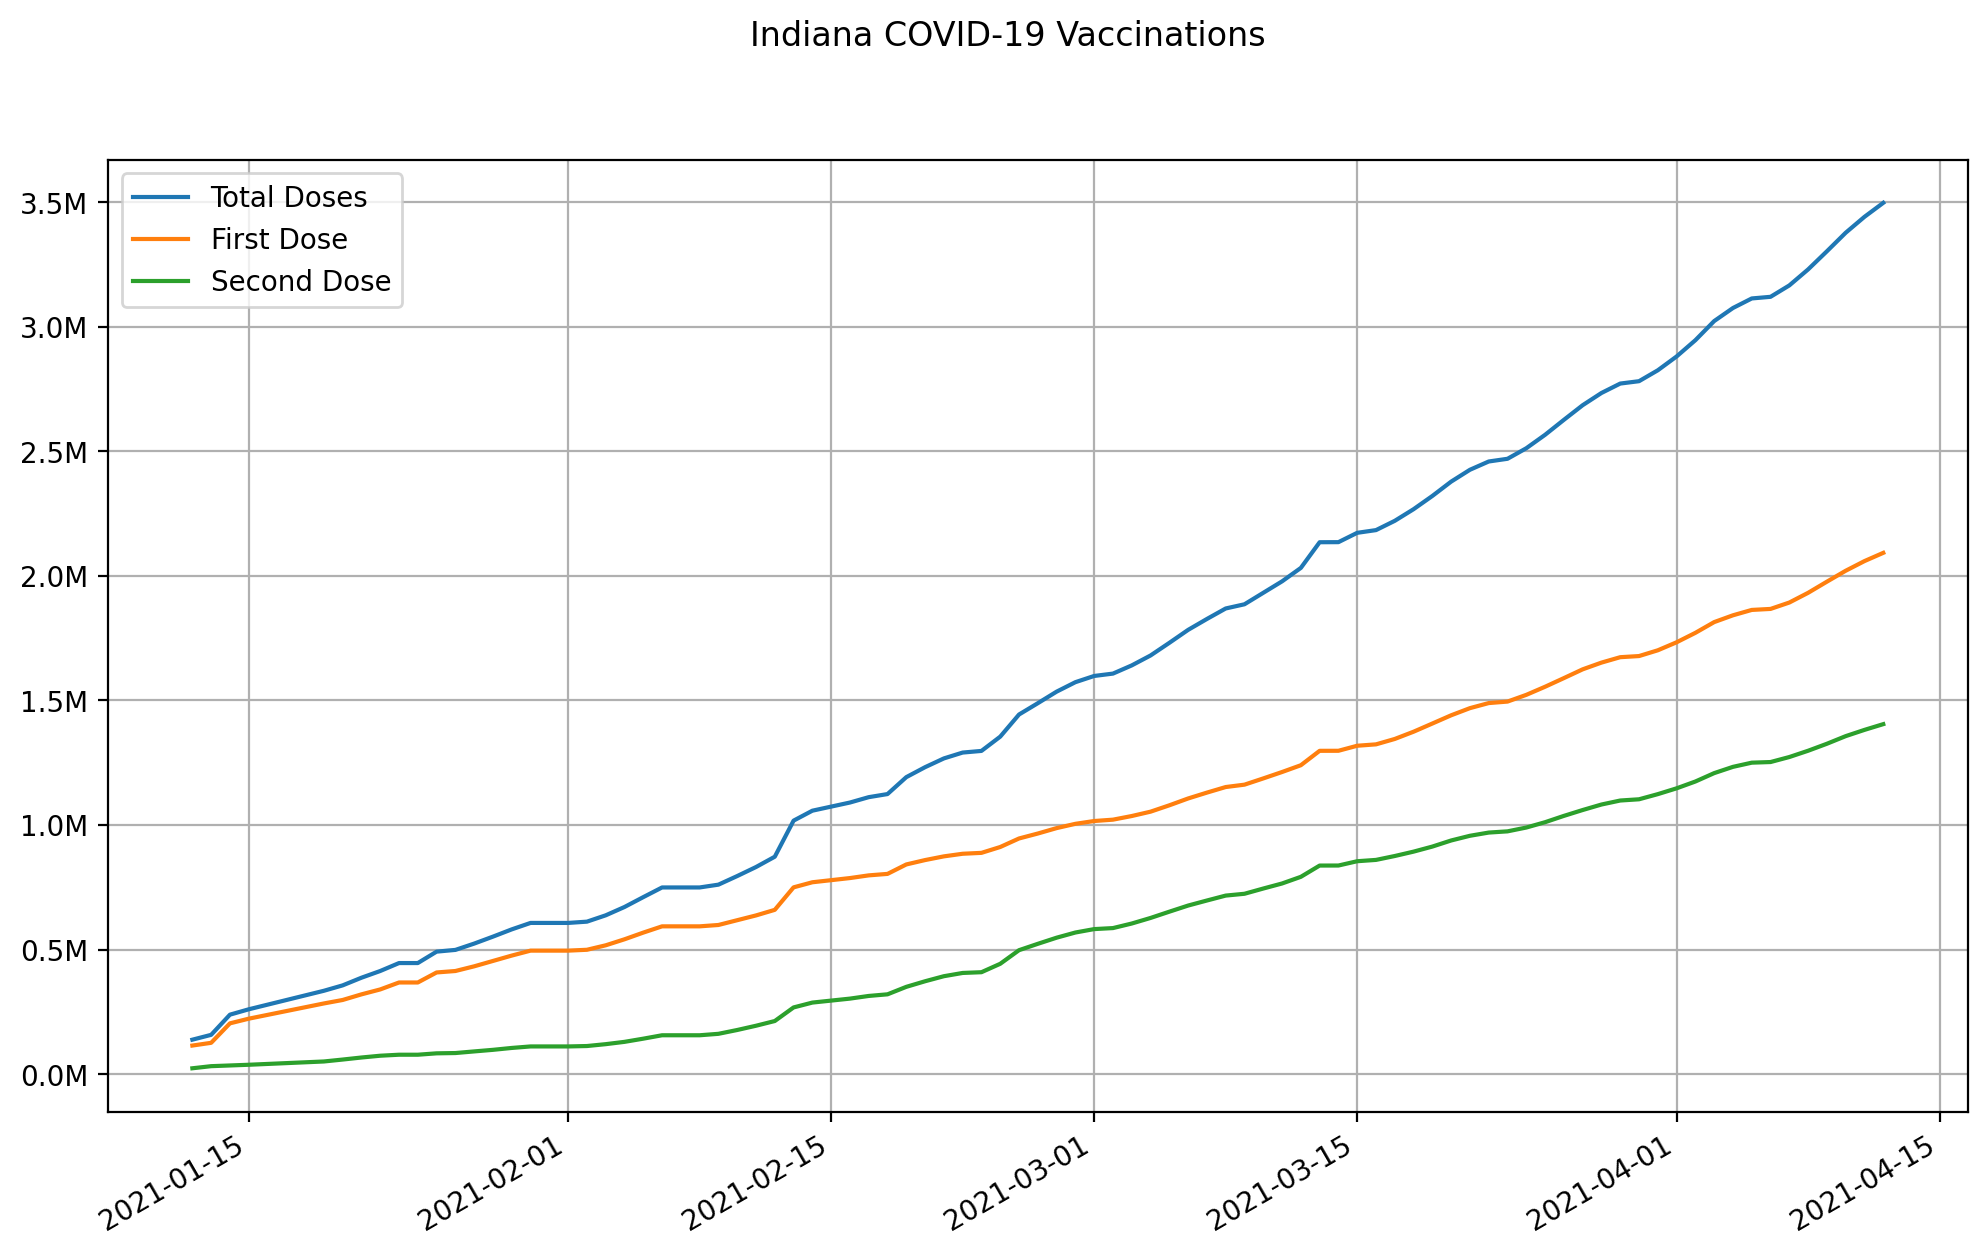 Indiana COVID-19 Vaccinations
Total Doses
First Dose
Second Dose
3.5M
3.0M
2.5M
2.0M
1.5M
1.0M
0.5M
0.0M
2021-01-15
2021-02-01
2021-02-15
2021-03-01
2021-03-15
2021-04-01
2021-04-15